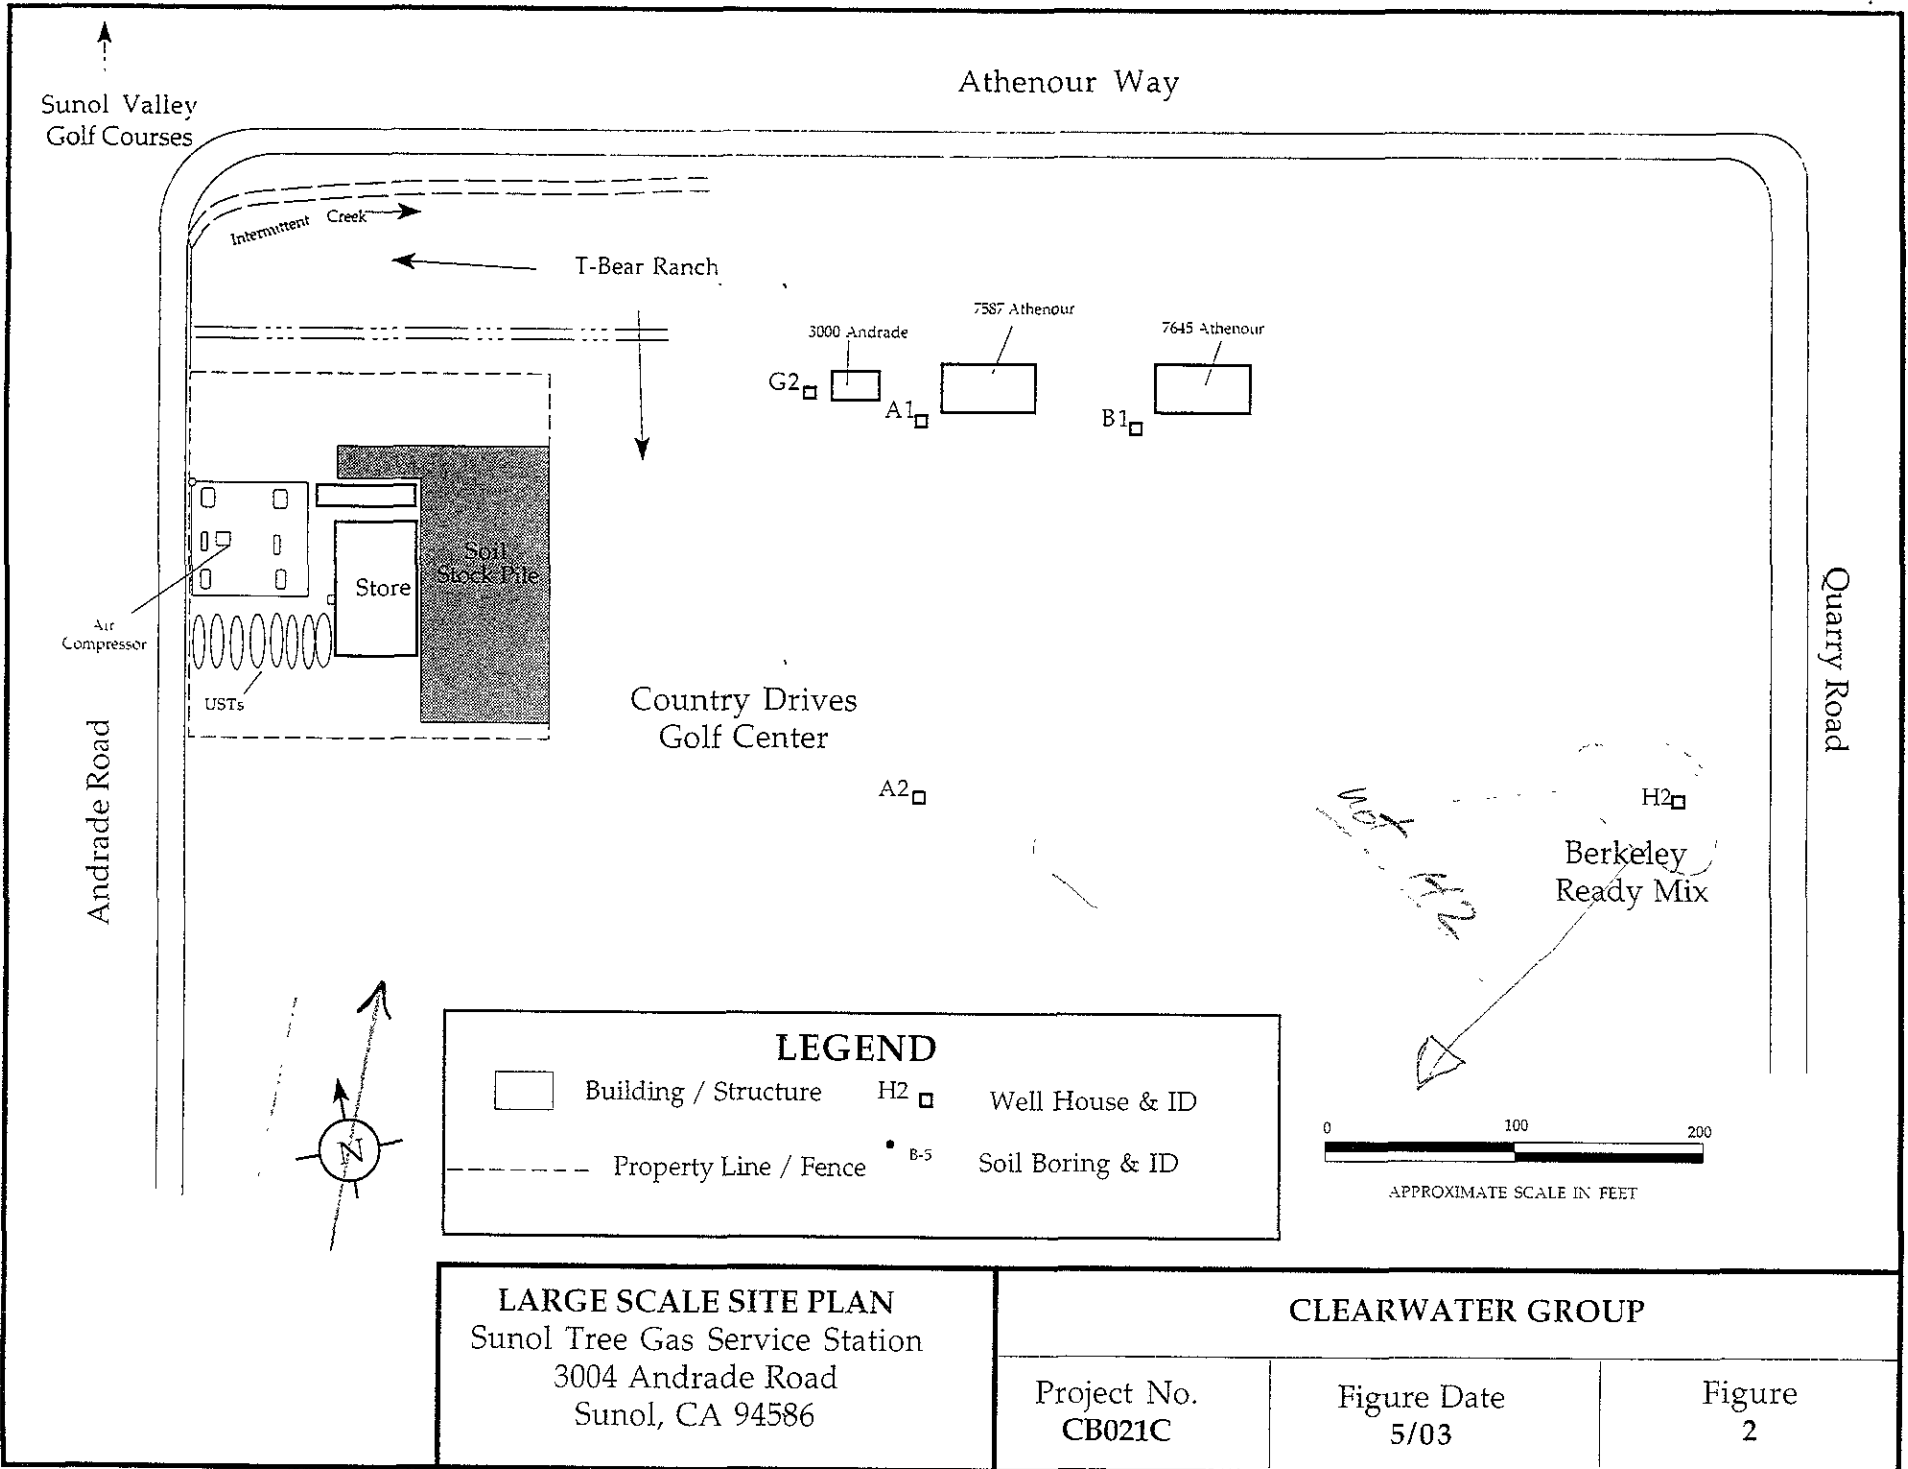 Athenour Way
Sunol Valley
Golf Courses
Intermittent Creek
T-Bear Ranch
7587 Athenour
3000 Andrade
7645 Athenour
G2
A1
B1
Soil
Stock Pile
Store
Air
Compressor
USTs
Country Drives
Golf Center
Quarry Road
Andrade Road
A2
H2
not H2
Berkeley
Ready Mix
N
LEGEND
Building / Structure
H2
Well House & ID
Property Line / Fence
B-5
Soil Boring & ID
0 100 200
APPROXIMATE SCALE IN FEET
LARGE SCALE SITE PLAN
Sunol Tree Gas Service Station
3004 Andrade Road
Sunol, CA 94586
CLEARWATER GROUP
Project No.
CB021C
Figure Date
5/03
Figure
2